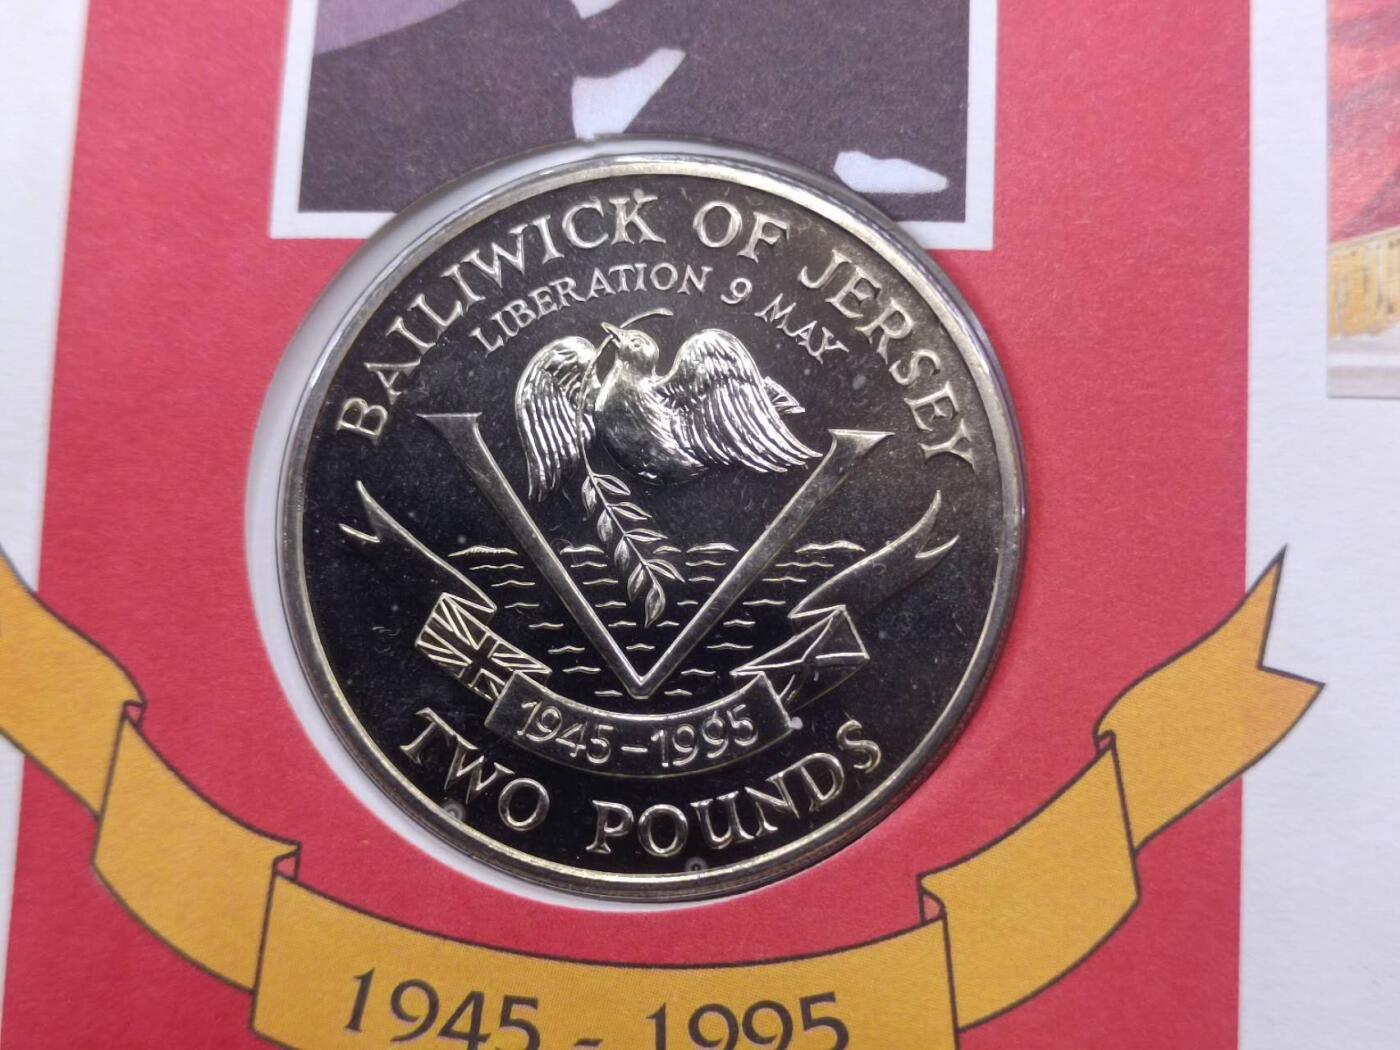 BAILIWICK OF JERSEY
LIBERATION 9 MAY
1945-1995
TWO POUNDS
1945 - 1995